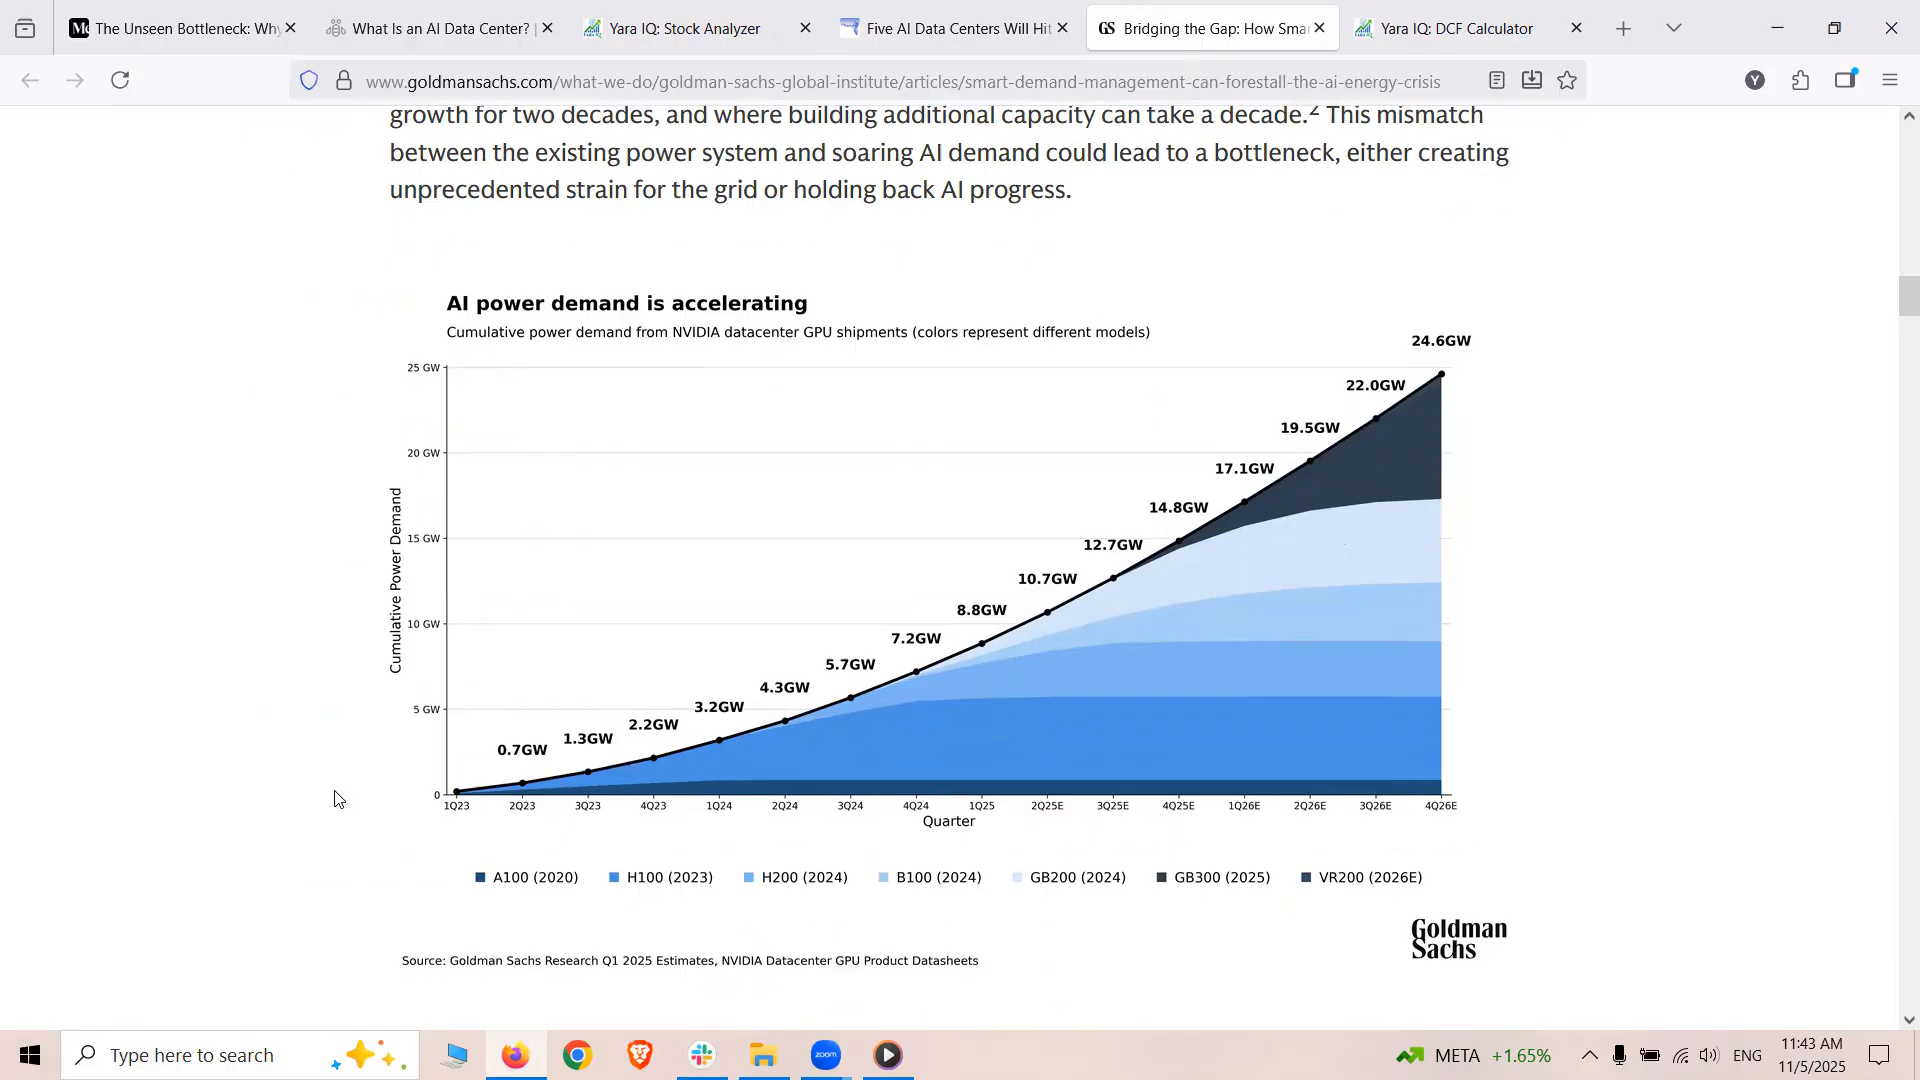 The Unseen Bottleneck: Why
What Is an AI Data Center? |
Yara IQ: Stock Analyzer
Five AI Data Centers Will Hit
GS Bridging the Gap: How Smar
Yara IQ: DCF Calculator
www.goldmansachs.com/what-we-do/goldman-sachs-global-institute/articles/smart-demand-management-can-forestall-the-ai-energy-crisis
Y
growth for two decades, and where building additional capacity can take a decade.² This mismatch
between the existing power system and soaring AI demand could lead to a bottleneck, either creating
unprecedented strain for the grid or holding back AI progress.
AI power demand is accelerating
Cumulative power demand from NVIDIA datacenter GPU shipments (colors represent different models)
24.6GW
22.0GW
19.5GW
17.1GW
14.8GW
12.7GW
10.7GW
8.8GW
7.2GW
5.7GW
4.3GW
3.2GW
2.2GW
1.3GW
0.7GW
25 GW
20 GW
15 GW
10 GW
5 GW
0
Cumulative Power Demand
1Q23 2Q23 3Q23 4Q23 1Q24 2Q24 3Q24 4Q24 1Q25 2Q25E 3Q25E 4Q25E 1Q26E 2Q26E 3Q26E 4Q26E
Quarter
A100 (2020) H100 (2023) H200 (2024) B100 (2024) GB200 (2024) GB300 (2025) VR200 (2026E)
Goldman
Sachs
Source: Goldman Sachs Research Q1 2025 Estimates, NVIDIA Datacenter GPU Product Datasheets
Type here to search
zoom
META +1.65%
ENG
11:43 AM
11/5/2025